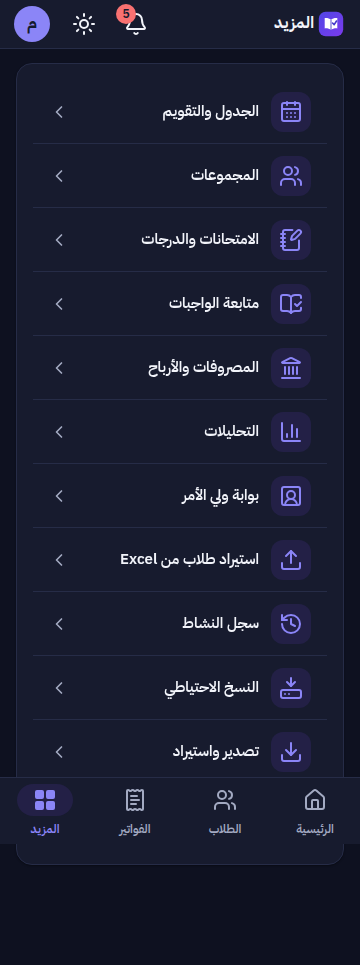 المزيد
5
م
الجدول والتقويم
المجموعات
الامتحانات والدرجات
متابعة الواجبات
المصروفات والأرباح
التحليلات
بوابة ولي الأمر
استيراد طلاب من Excel
سجل النشاط
النسخ الاحتياطي
تصدير واستيراد
الرئيسية
الطلاب
الفواتير
المزيد